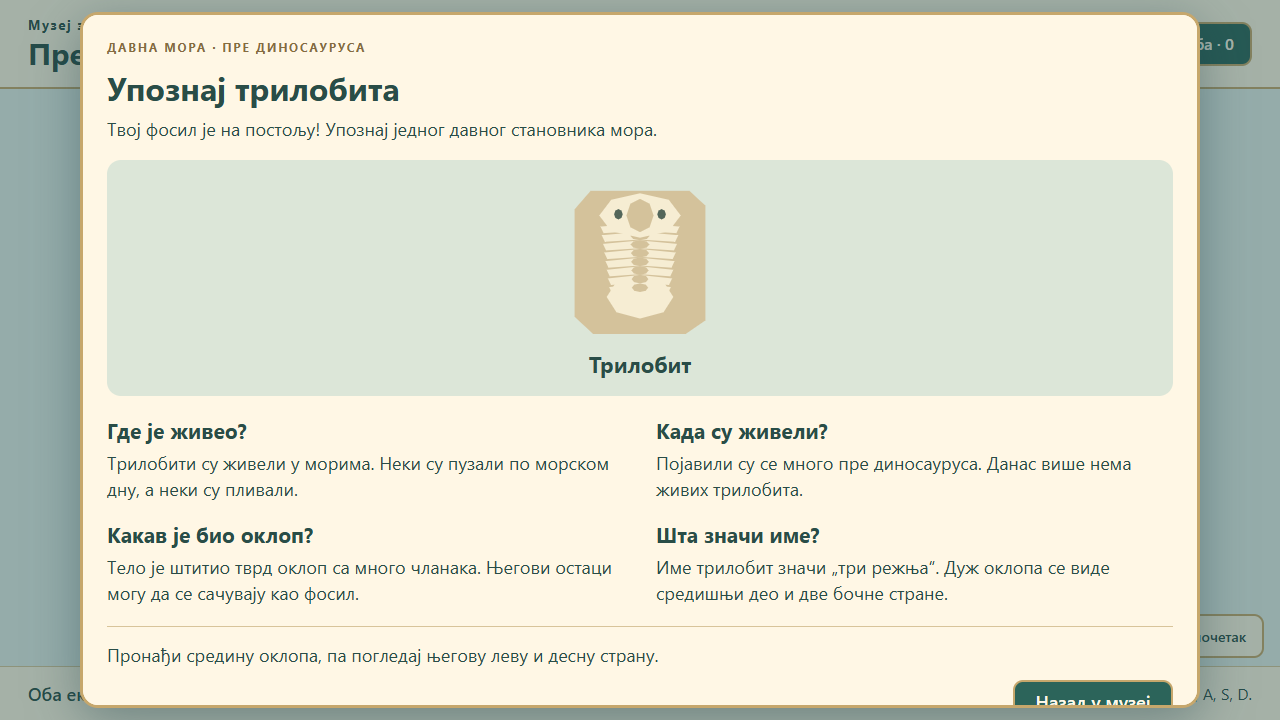 Музеј
Пре
· 0
ДАВНА МОРА · ПРЕ ДИНОСАУРУСА
Упознај трилобита
Твој фосил је на постољу! Упознај једног давног становника мора.
Трилобит
Где је живео?
Трилобити су живели у морима. Неки су пузали по морском
дну, а неки су пливали.
Када су живели?
Појавили су се много пре диносауруса. Данас више нема
живих трилобита.
Какав је био оклоп?
Тело је штитио тврд оклоп са много чланака. Његови остаци
могу да се сачувају као фосил.
Шта значи име?
Име трилобит значи „три режња“. Дуж оклопа се виде
средишњи део и две бочне стране.
Пронађи средину оклопа, па погледај његову леву и десну страну.
Назад у музеј
Оба
A, S, D.